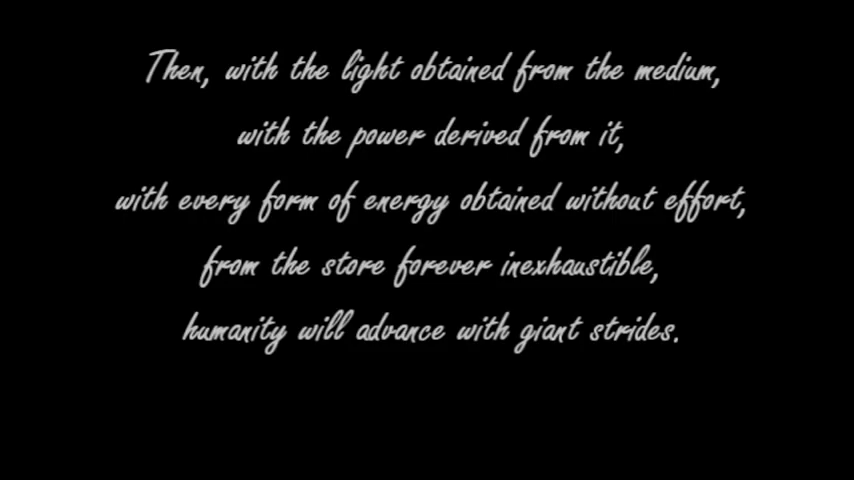 Then, with the light obtained from the medium,
with the power derived from it,
with every form of energy obtained without effort,
from the store forever inexhaustible,
humanity will advance with giant strides.